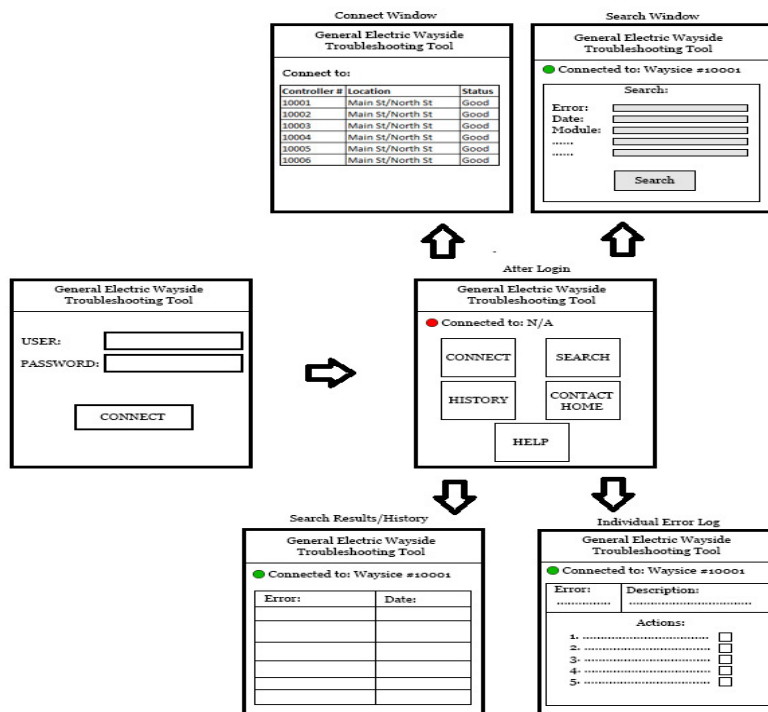 Connect Window
General Electric Wayside
Troubleshooting Tool
Connect to:
Controller # Location Status
10001 Main St/North St Good
10002 Main St/North St Good
10003 Main St/North St Good
10004 Main St/North St Good
10005 Main St/North St Good
10006 Main St/North St Good
Search Window
General Electric Wayside
Troubleshooting Tool
Connected to: Waysice #10001
Search:
Error:
Date:
Module:
......
......
Search
General Electric Wayside
Troubleshooting Tool
USER:
PASSWORD:
CONNECT
After Login
General Electric Wayside
Troubleshooting Tool
Connected to: N/A
CONNECT
SEARCH
HISTORY
CONTACT
HOME
HELP
Search Results/History
General Electric Wayside
Troubleshooting Tool
Connected to: Waysice #10001
Error: Date:
Individual Error Log
General Electric Wayside
Troubleshooting Tool
Connected to: Waysice #10001
Error: Description:
............... ...................................
Actions:
1. ...................................
2. ...................................
3. ...................................
4. ...................................
5. ...................................